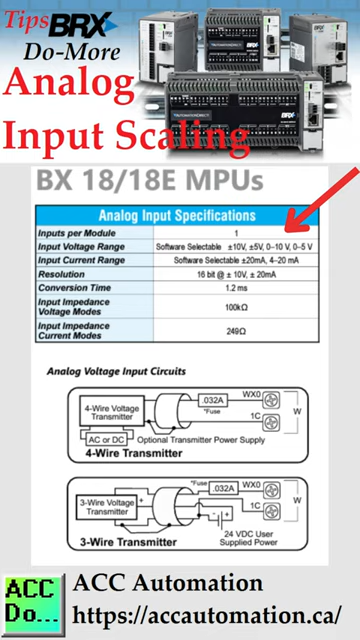 Tips BRX
Do-More
Analog
Input Scaling
BX 18/18E MPUs
Analog Input Specifications
Inputs per Module 1
Input Voltage Range Software Selectable ±10V, ±5V, 0–10 V, 0–5 V
Input Current Range Software Selectable ±20mA, 4–20 mA
Resolution 16 bit @ ± 10V, ± 20mA
Conversion Time 1.2 ms
Input Impedance
Voltage Modes 100kΩ
Input Impedance
Current Modes 249Ω
Analog Voltage Input Circuits
4-Wire Voltage
Transmitter
AC or DC
.032A
*Fuse
WX0
1C
W
Optional Transmitter Power Supply
4-Wire Transmitter
3-Wire Voltage
Transmitter
+
-
*Fuse
.032A
WX0
1C
W
- +
24 VDC User
Supplied Power
3-Wire Transmitter
ACC
Do...
ACC Automation
https://accautomation.ca/